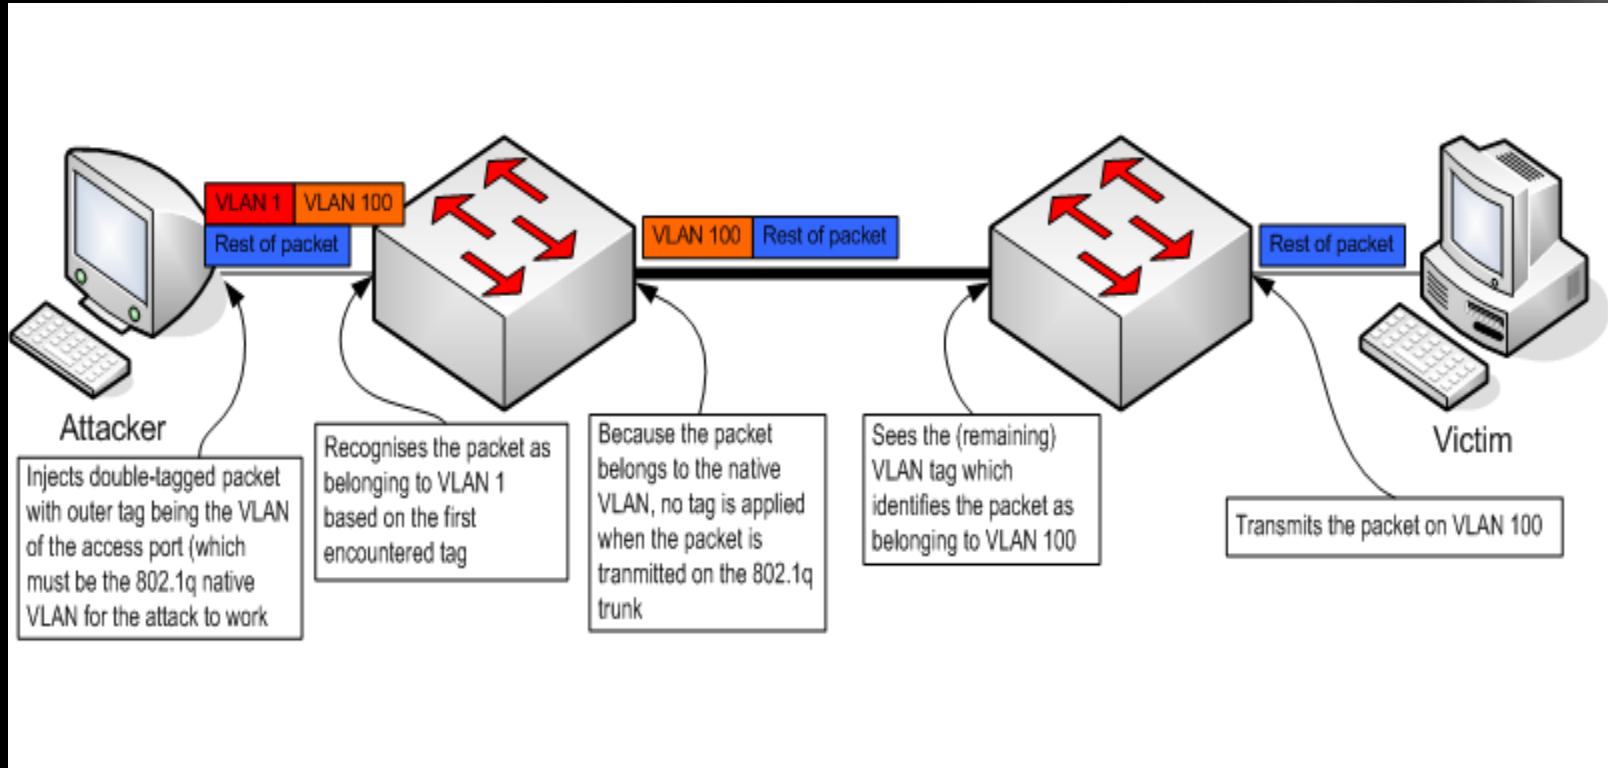 VLAN 1
VLAN 100
Rest of packet
VLAN 100
Rest of packet
Rest of packet
Attacker
Victim
Injects double-tagged packet
with outer tag being the VLAN
of the access port (which
must be the 802.1q native
VLAN for the attack to work
Recognises the packet as
belonging to VLAN 1
based on the first
encountered tag
Because the packet
belongs to the native
VLAN, no tag is applied
when the packet is
tranmitted on the 802.1q
trunk
Sees the (remaining)
VLAN tag which
identifies the packet as
belonging to VLAN 100
Transmits the packet on VLAN 100